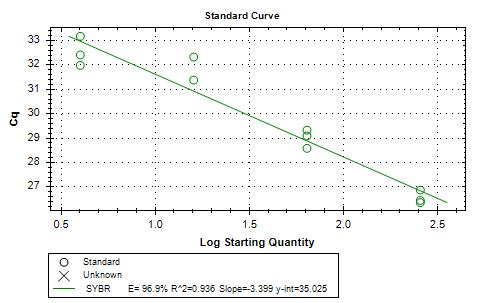 Standard Curve
33
32
31
30
29
28
27
Cq
0.5 1.0 1.5 2.0 2.5
Log Starting Quantity
Standard
Unknown
SYBR E= 96.9% R^2=0.936 Slope=-3.399 y-int=35.025